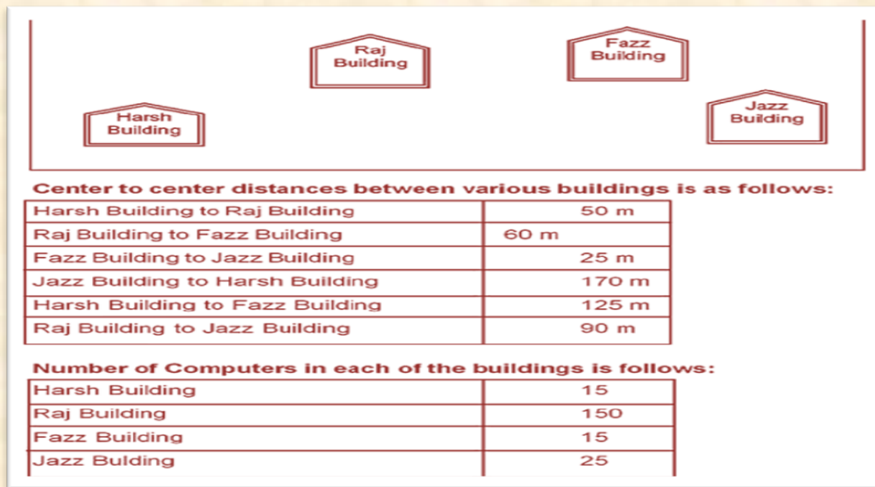 Raj
Building
Fazz
Building
Harsh
Building
Jazz
Building
Center to center distances between various buildings is as follows:
Harsh Building to Raj Building 50 m
Raj Building to Fazz Building 60 m
Fazz Building to Jazz Building 25 m
Jazz Building to Harsh Building 170 m
Harsh Building to Fazz Building 125 m
Raj Building to Jazz Building 90 m
Number of Computers in each of the buildings is follows:
Harsh Building 15
Raj Building 150
Fazz Building 15
Jazz Bulding 25